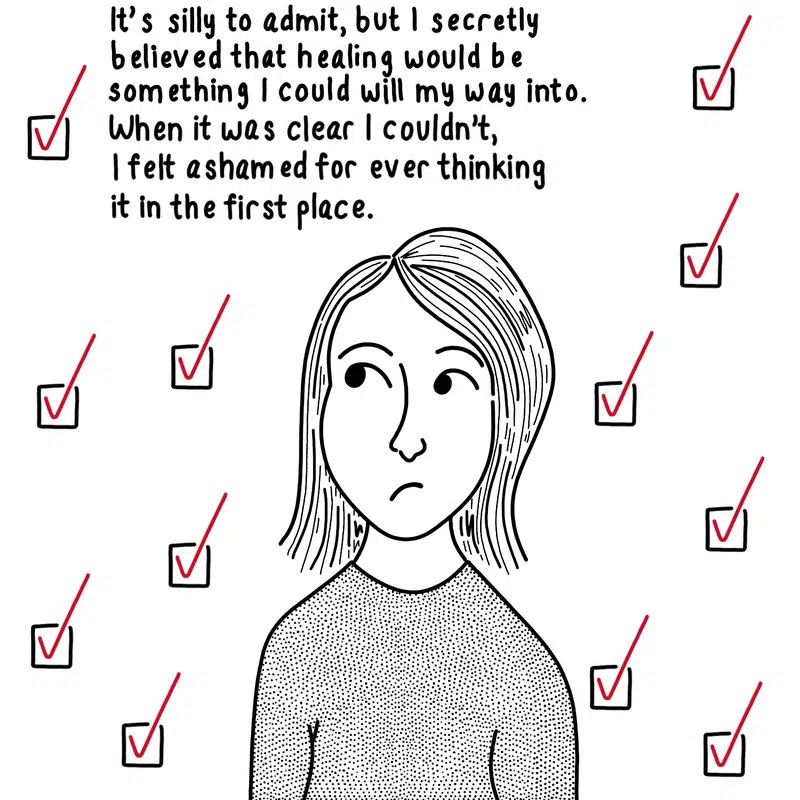 It's silly to admit, but I secretly
believed that healing would be
something I could will my way into.
When it was clear I couldn't,
I felt ashamed for ever thinking
it in the first place.